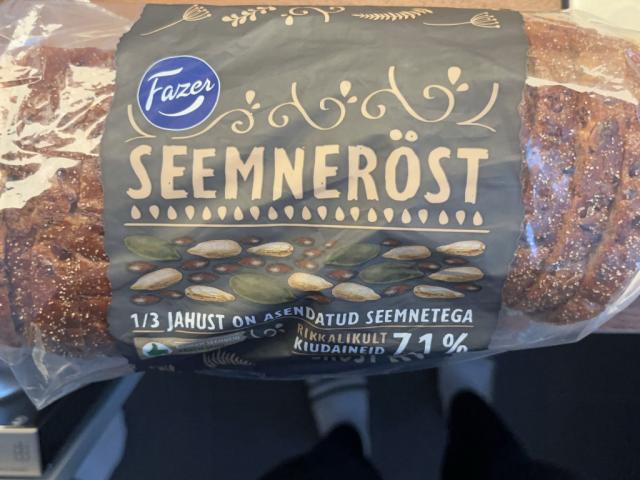 Fazer
SEEMNERÖST
1/3 JAHUST ON ASENDATUD SEEMNETEGA
RIKKALIKULT
KIUDAINEID 7,1 %